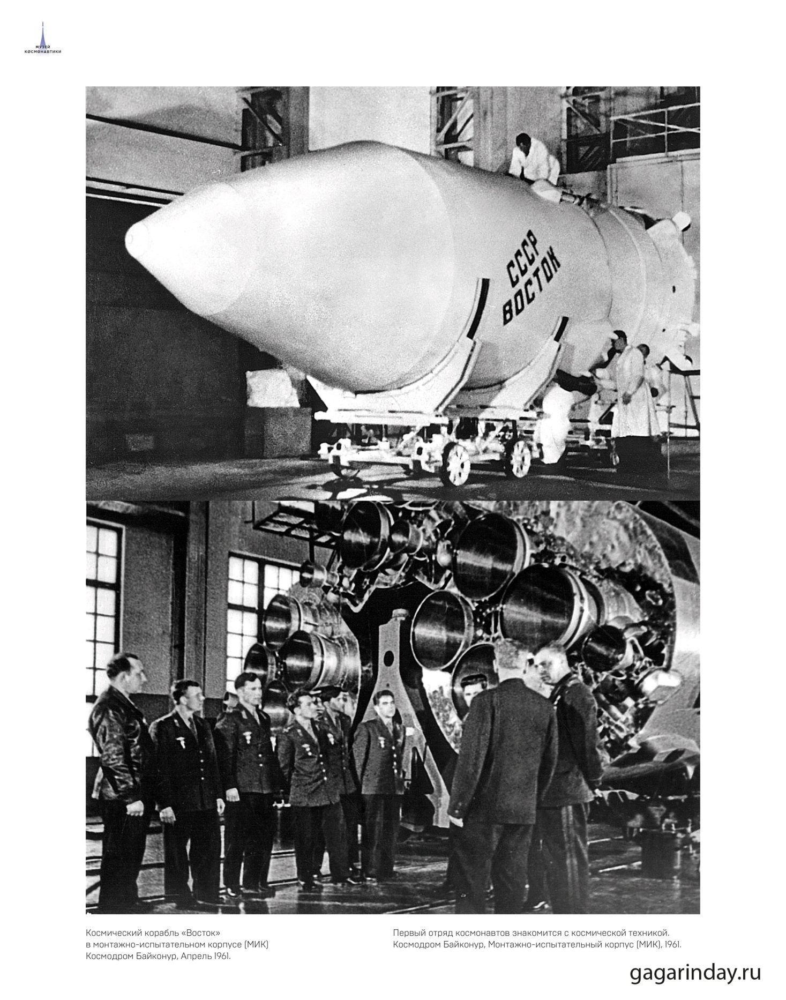 МУЗЕЙ
КОСМОНАВТИКИ
СССР
ВОСТОК
Космический корабль «Восток»
в монтажно-испытательном корпусе (МИК)
Космодром Байконур, Апрель 1961.
Первый отряд космонавтов знакомится с космической техникой.
Космодром Байконур, Монтажно-испытательный корпус (МИК), 1961.
gagarinday.ru